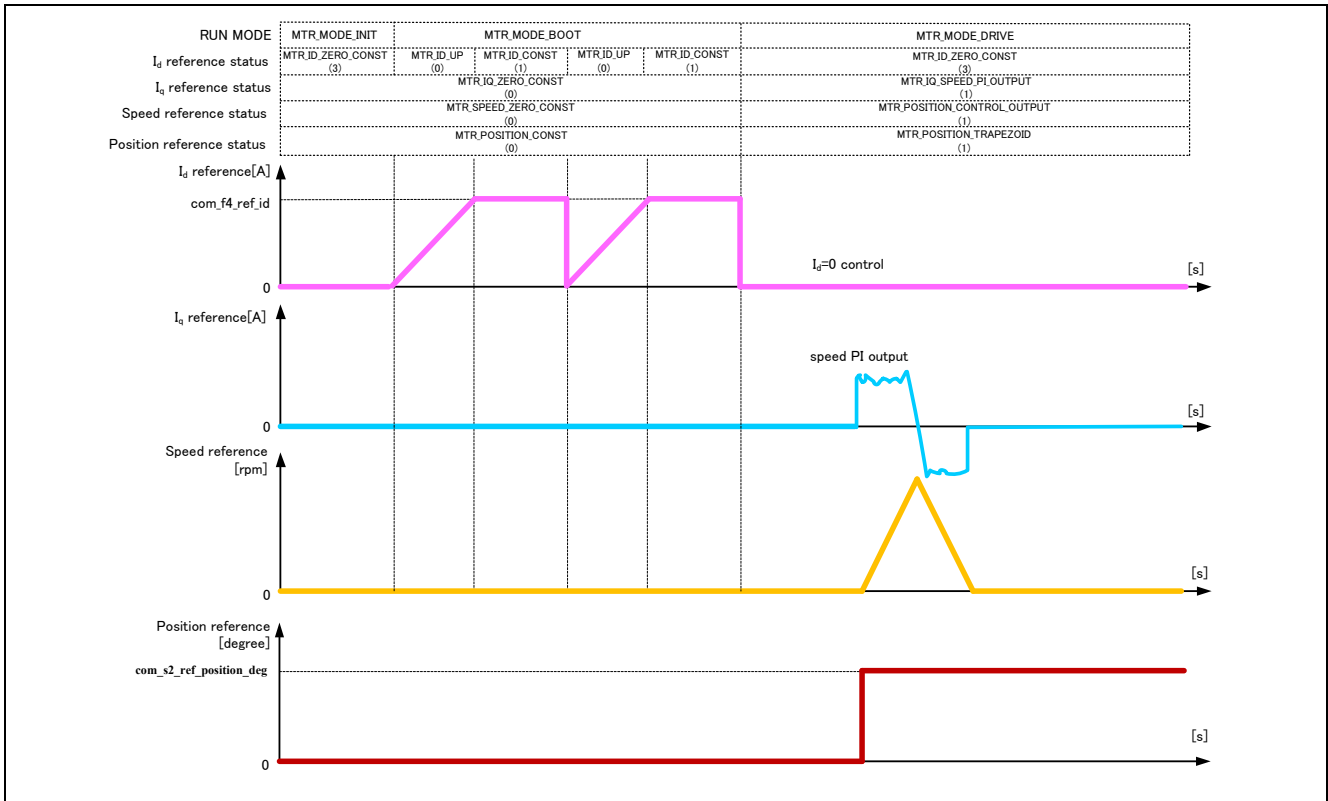 RUN MODE MTR_MODE_INIT MTR_MODE_BOOT MTR_MODE_DRIVE
Id reference status MTR_ID_ZERO_CONST MTR_ID_UP MTR_ID_CONST MTR_ID_UP MTR_ID_CONST MTR_ID_ZERO_CONST
(3) (0) (1) (0) (1) (3)
Iq reference status MTR_IQ_ZERO_CONST MTR_IQ_SPEED_PI_OUTPUT
(0) (1)
Speed reference status MTR_SPEED_ZERO_CONST MTR_POSITION_CONTROL_OUTPUT
(0) (1)
Position reference status MTR_POSITION_CONST MTR_POSITION_TRAPEZOID
(0) (1)
Id reference[A]
com_f4_ref_id
Id=0 control
[s]
0
Iq reference[A]
speed PI output
[s]
0
Speed reference
[rpm]
[s]
0
Position reference
[degree]
com_s2_ref_position_deg
[s]
0